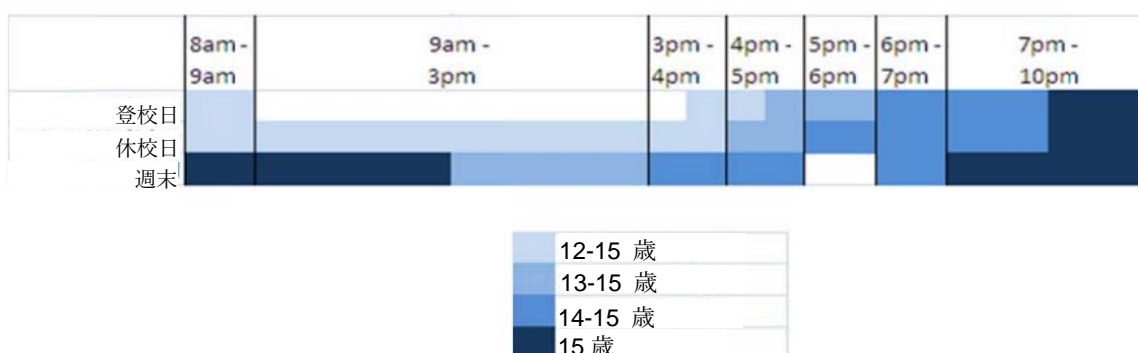 8am - 9am - 3pm - 4pm - 5pm - 6pm - 7pm -
9am 3pm 4pm 5pm 6pm 7pm 10pm
登校日
休校日
週末
12-15 歳
13-15 歳
14-15 歳
15 歳